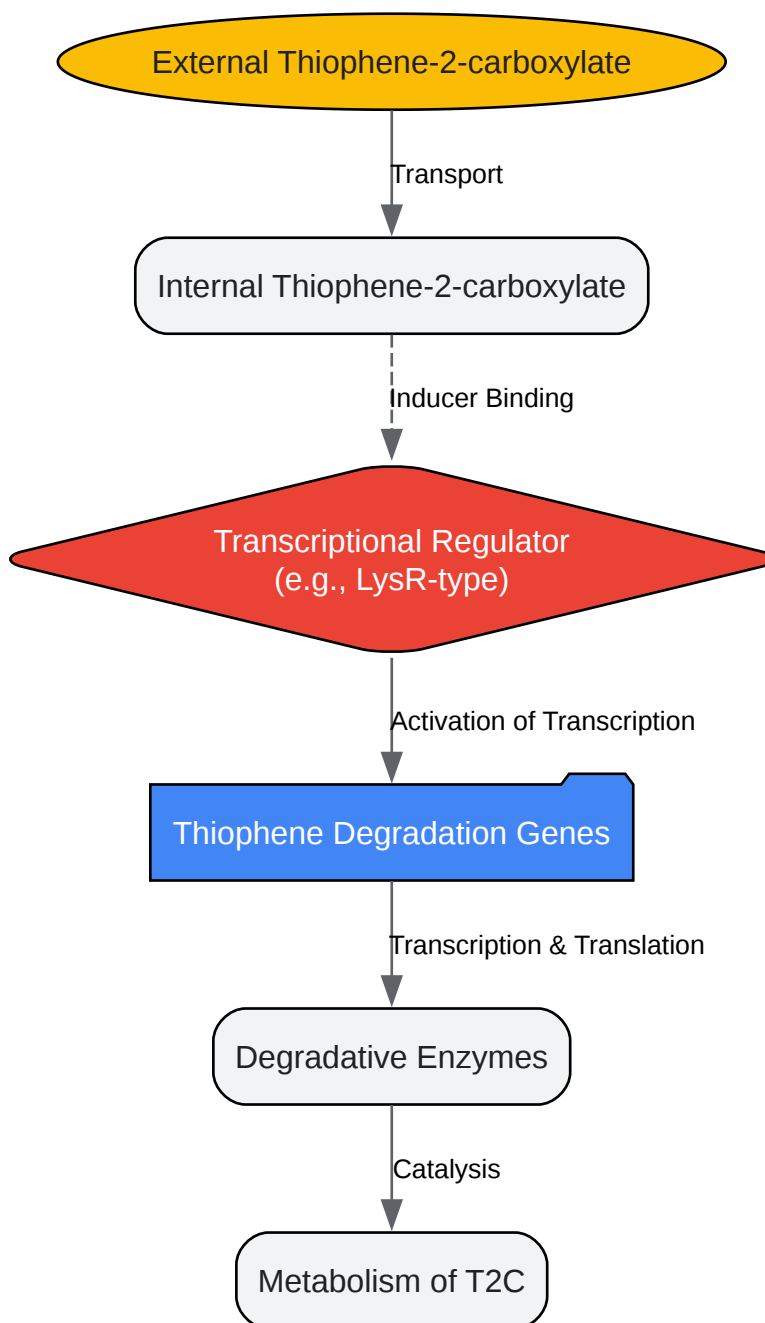 External Thiophene-2-carboxylate
Transport
Internal Thiophene-2-carboxylate
Inducer Binding
Transcriptional Regulator
(e.g., LysR-type)
Activation of Transcription
Thiophene Degradation Genes
Transcription & Translation
Degradative Enzymes
Catalysis
Metabolism of T2C